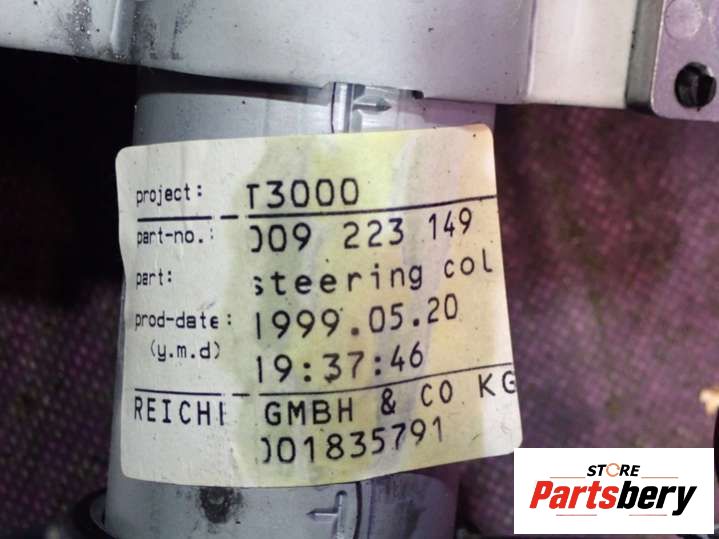 project: T3000
part-no.: 009 223 149
part: steering col
prod-date: 1999.05.20
(y.m.d) 19:37:46
GMBH & CO KG
001835791
STORE
Partsbery